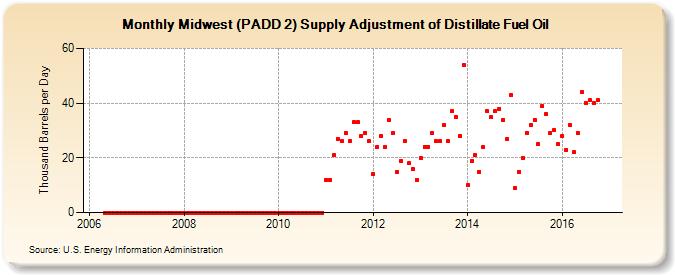 Monthly Midwest (PADD 2) Supply Adjustment of Distillate Fuel Oil
Thousand Barrels per Day
60
40
20
0
2006 2008 2010 2012 2014 2016
Source: U.S. Energy Information Administration